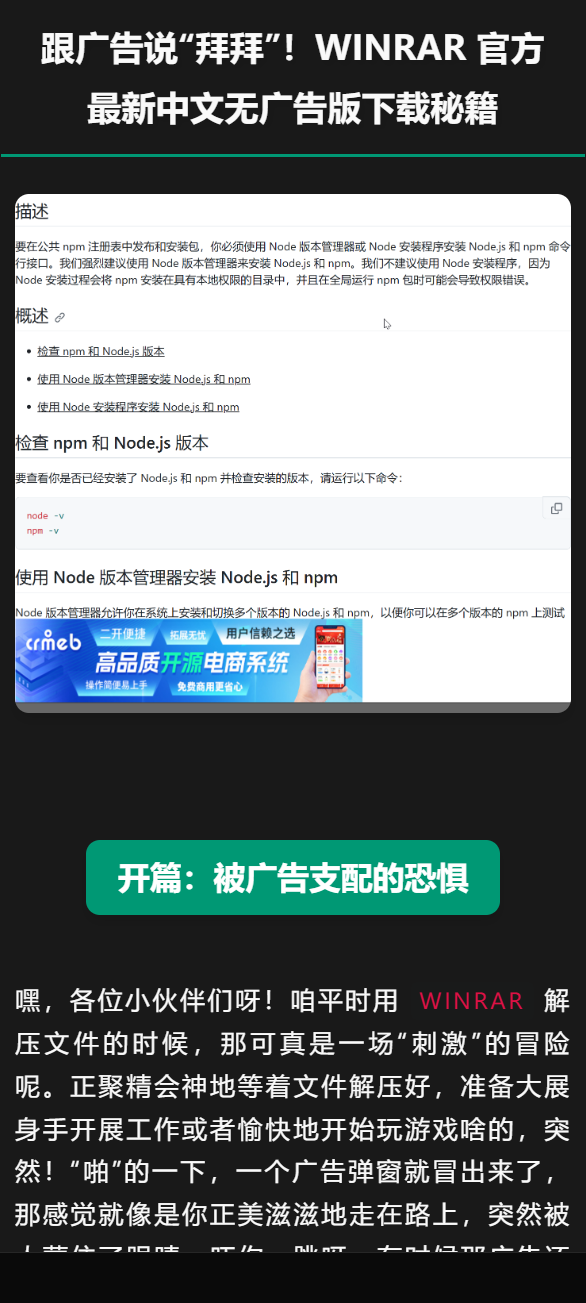 跟广告说“拜拜”！WINRAR 官方
最新中文无广告版下载秘籍
描述
要在公共 npm 注册表中发布和安装包，你必须使用 Node 版本管理器或 Node 安装程序安装 Node.js 和 npm 命令
行接口。我们强烈建议使用 Node 版本管理器来安装 Node.js 和 npm。我们不建议使用 Node 安装程序，因为
Node 安装过程会将 npm 安装在具有本地权限的目录中，并且在全局运行 npm 包时可能会导致权限错误。
概述
检查 npm 和 Node.js 版本
使用 Node 版本管理器安装 Node.js 和 npm
使用 Node 安装程序安装 Node.js 和 npm
检查 npm 和 Node.js 版本
要查看你是否已经安装了 Node.js 和 npm 并检查安装的版本，请运行以下命令：
node -v
npm -v
使用 Node 版本管理器安装 Node.js 和 npm
Node 版本管理器允许你在系统上安装和切换多个版本的 Node.js 和 npm，以便你可以在多个版本的 npm 上测试
crmeb
二开便捷 拓展无忧 用户信赖之选
高品质开源电商系统
操作简便易上手 免费商用更省心
开篇：被广告支配的恐惧
嘿，各位小伙伴们呀！咱平时用 WINRAR 解
压文件的时候，那可真是一场“刺激”的冒险
呢。正聚精会神地等着文件解压好，准备大展
身手开展工作或者愉快地开始玩游戏啥的，突
然！“啪”的一下，一个广告弹窗就冒出来了，
那感觉就像是你正美滋滋地走在路上，突然被